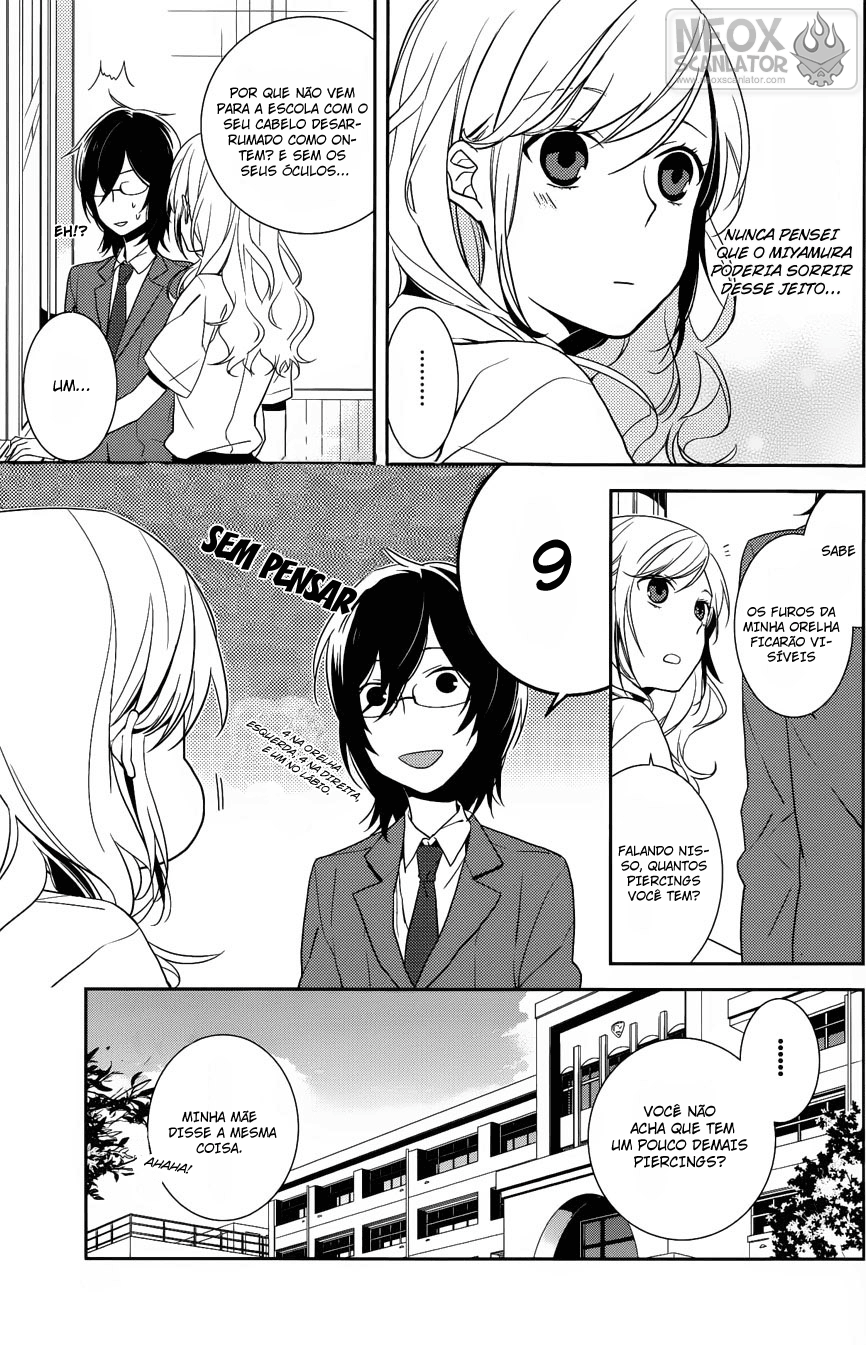 NEOX
SCANLATOR
www.neoxscanlator.com
NUNCA PENSEI
QUE O MIYAMURA
PODERIA SORRIR
DESSE JEITO...
........
POR QUE NÃO VEM
PARA A ESCOLA COM O
SEU CABELO DESAR-
RUMADO COMO ON-
TEM? E SEM OS
SEUS ÓCULOS...
EH!?
UM...
SABE
OS FUROS DA
MINHA ORELHA
FICARÃO VI-
SÍVEIS
FALANDO NIS-
SO, QUANTOS
PIERCINGS
VOCÊ TEM?
9
SEM PENSAR
4 NA ORELHA
ESQUERDA, 4 NA DIREITA,
E UM NO LÁBIO.
.......
VOCÊ NÃO
ACHA QUE TEM
UM POUCO DEMAIS
PIERCINGS?
MINHA MÃE
DISSE A MESMA
COISA.
AHAHA!